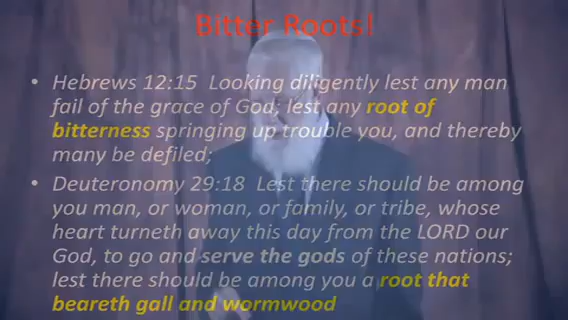 Bitter Roots!
• Hebrews 12:15 Looking diligently lest any man
fail of the grace of God; lest any root of
bitterness springing up trouble you, and thereby
many be defiled;
• Deuteronomy 29:18 Lest there should be among
you man, or woman, or family, or tribe, whose
heart turneth away this day from the LORD our
God, to go and serve the gods of these nations;
lest there should be among you a root that
beareth gall and wormwood